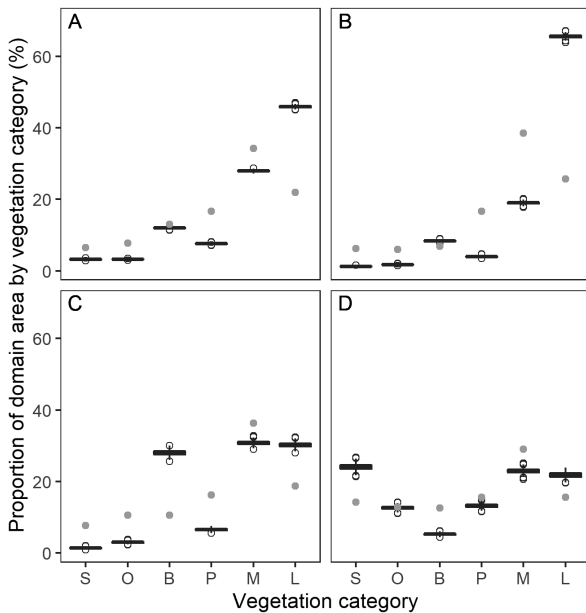 A
B
60
40
20
0
C
D
60
40
20
0
S O B P M L
S O B P M L
Proportion of domain area by vegetation category (%)
Vegetation category